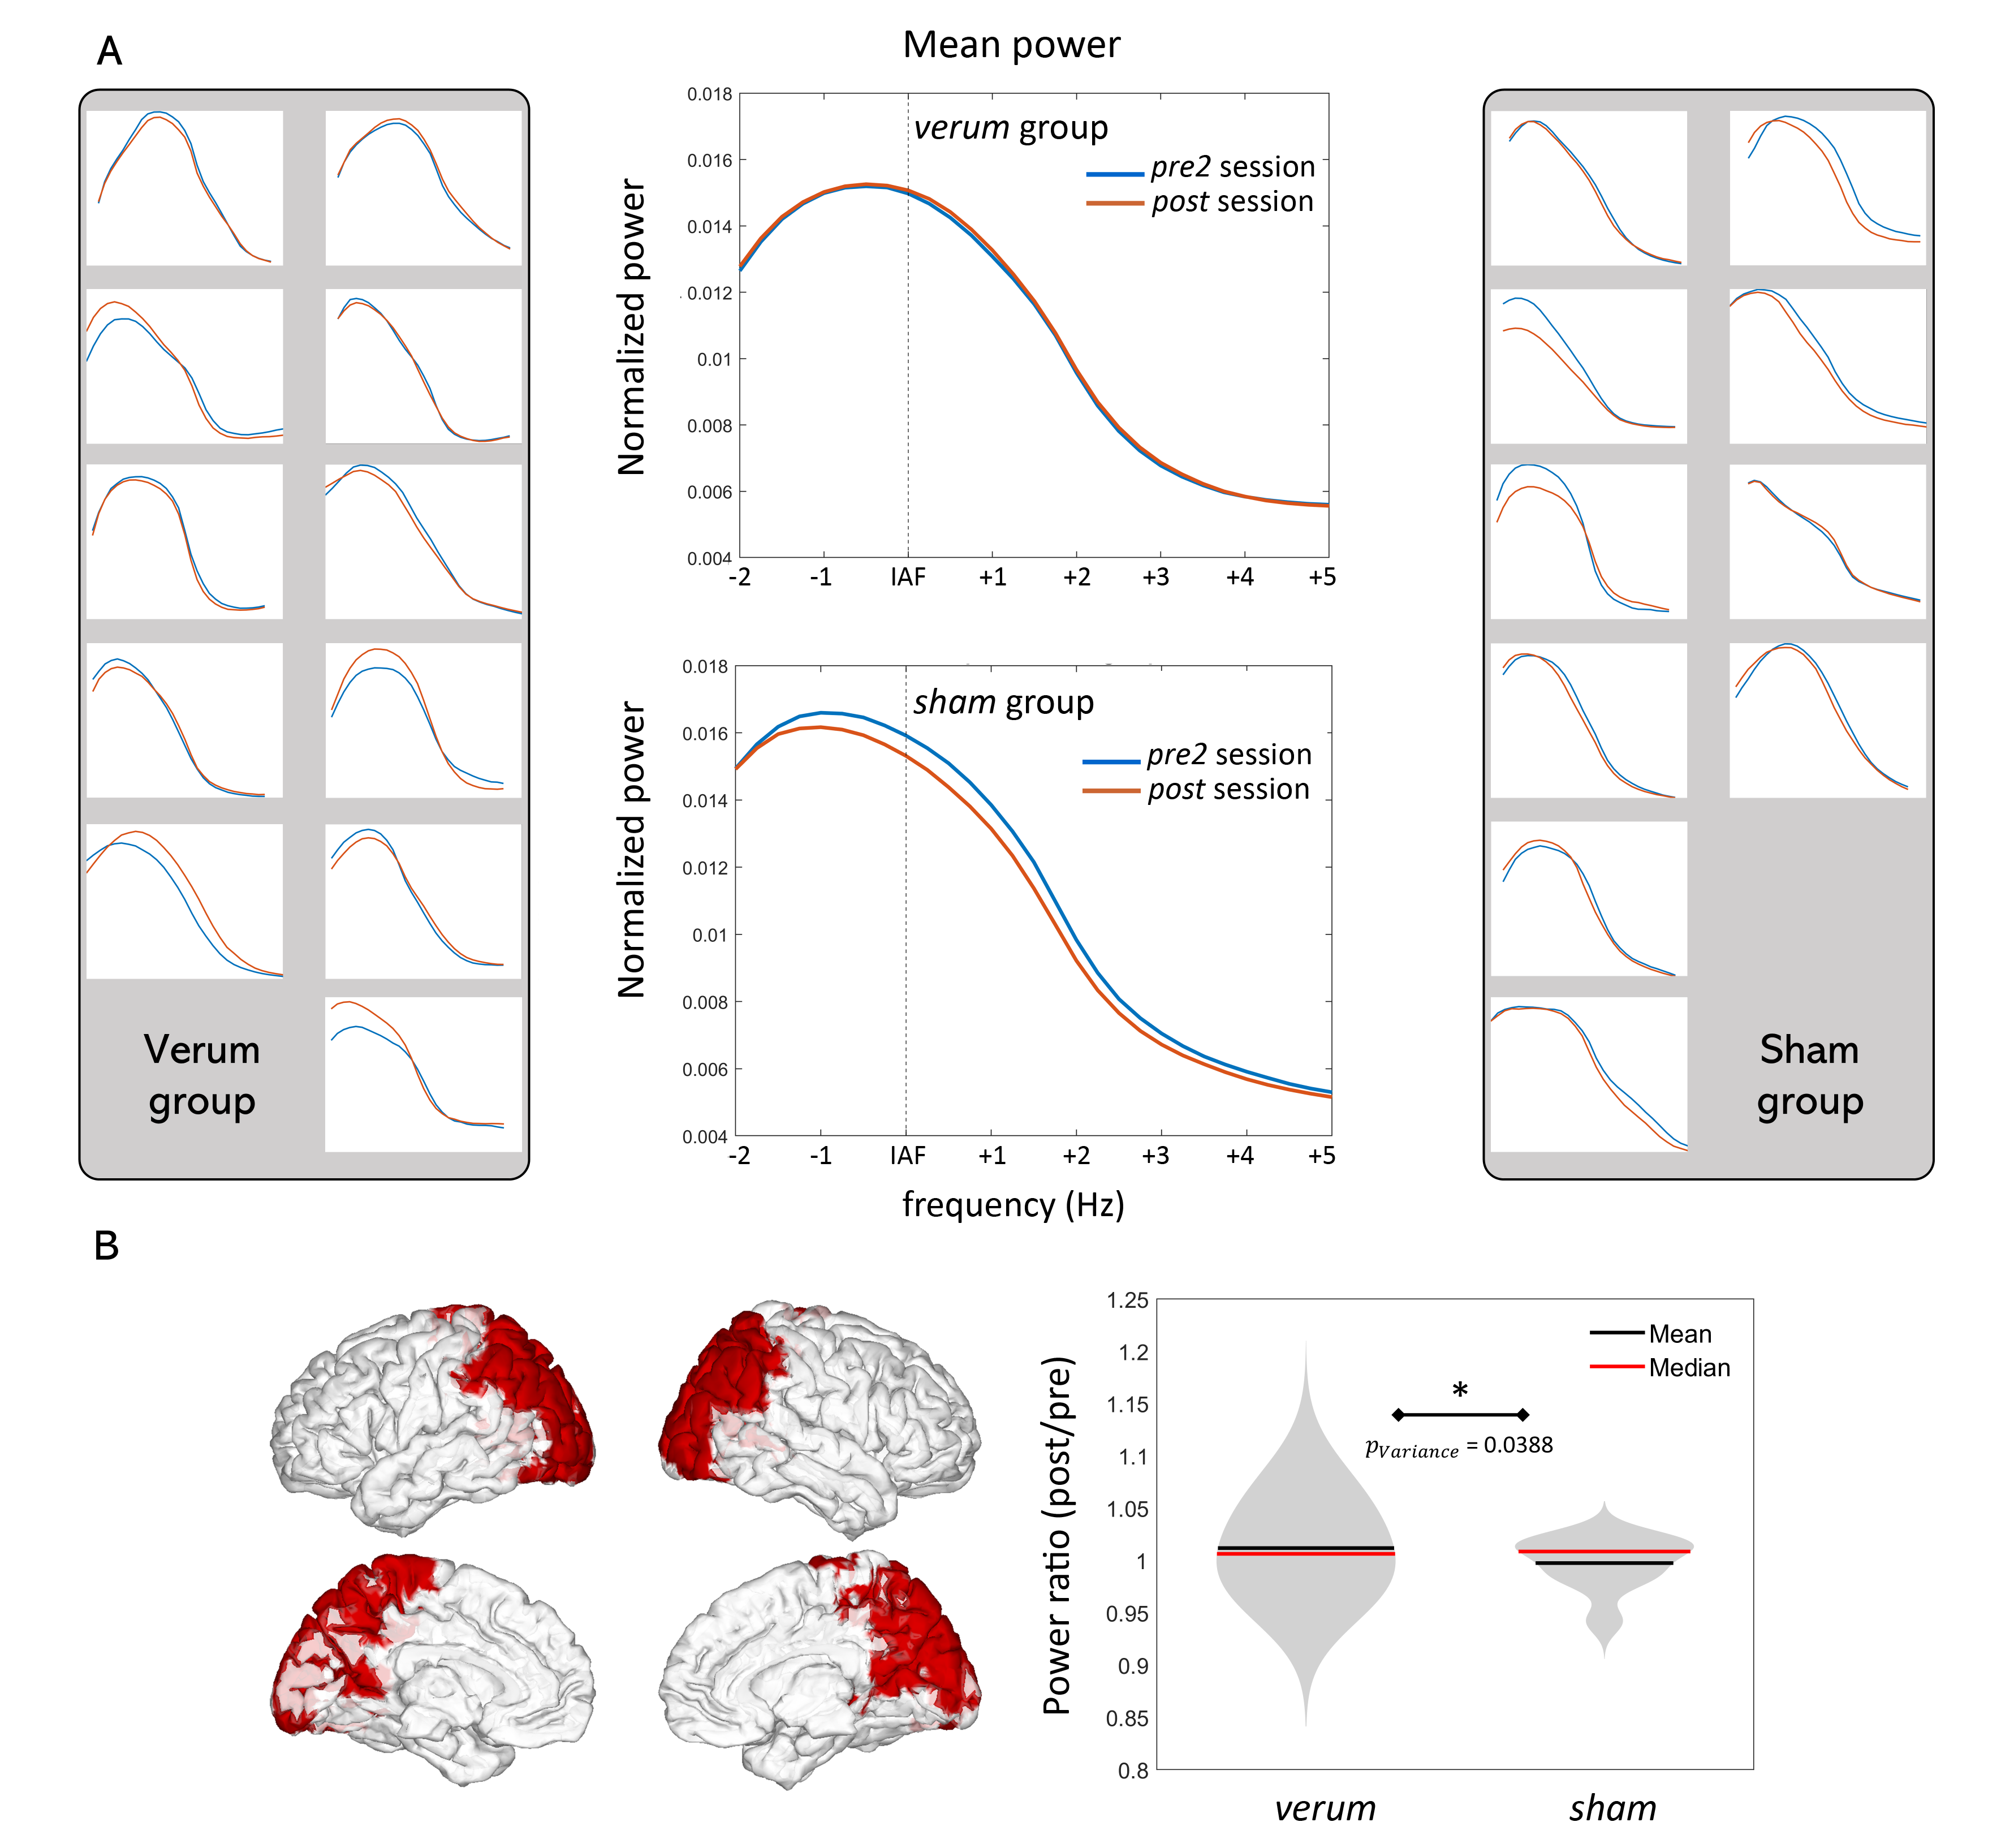 A
Mean power
Verum
group
Normalized power
0.018
0.016
0.014
0.012
0.01
0.008
0.006
0.004
verum group
pre2 session
post session
-2
-1
IAF
+1
+2
+3
+4
+5
Normalized power
0.018
0.016
0.014
0.012
0.01
0.008
0.006
0.004
sham group
pre2 session
post session
-2
-1
IAF
+1
+2
+3
+4
+5
frequency (Hz)
Sham
group
B
Power ratio (post/pre)
1.25
1.2
1.15
1.1
1.05
1
0.95
0.9
0.85
0.8
Mean
Median
*
pVariance = 0.0388
verum
sham